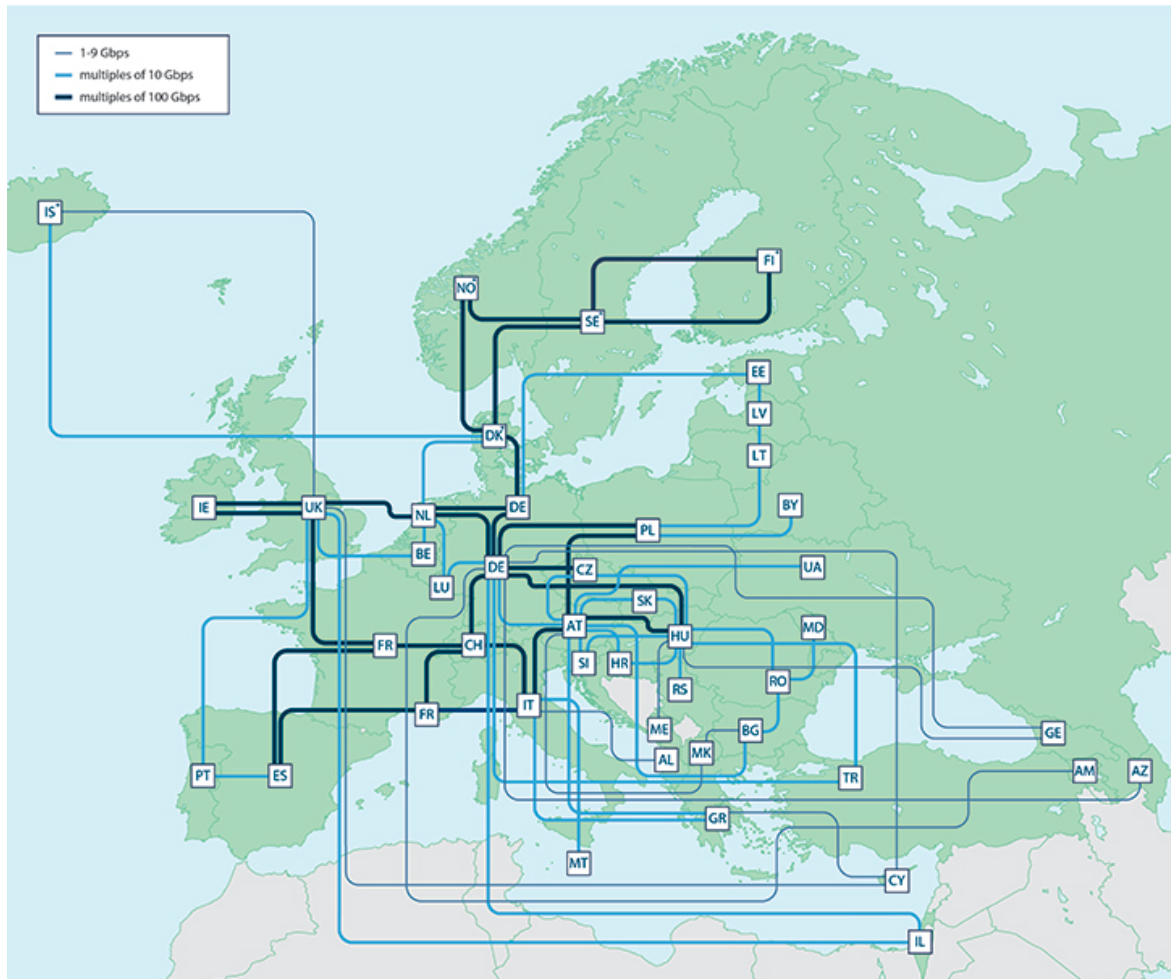 1-9 Gbps
multiples of 10 Gbps
multiples of 100 Gbps
IS*
FI*
NO*
SE*
EE
LV
DK*
LT
IE
UK
NL
DE
BY
PL
BE
DE
CZ
UA
LU
SK
AT
HU
MD
FR
CH
SI
HR
RS
RO
IT
FR
ME
BG
GE
MK
AL
PT
ES
TR
AM
AZ
GR
MT
CY
IL